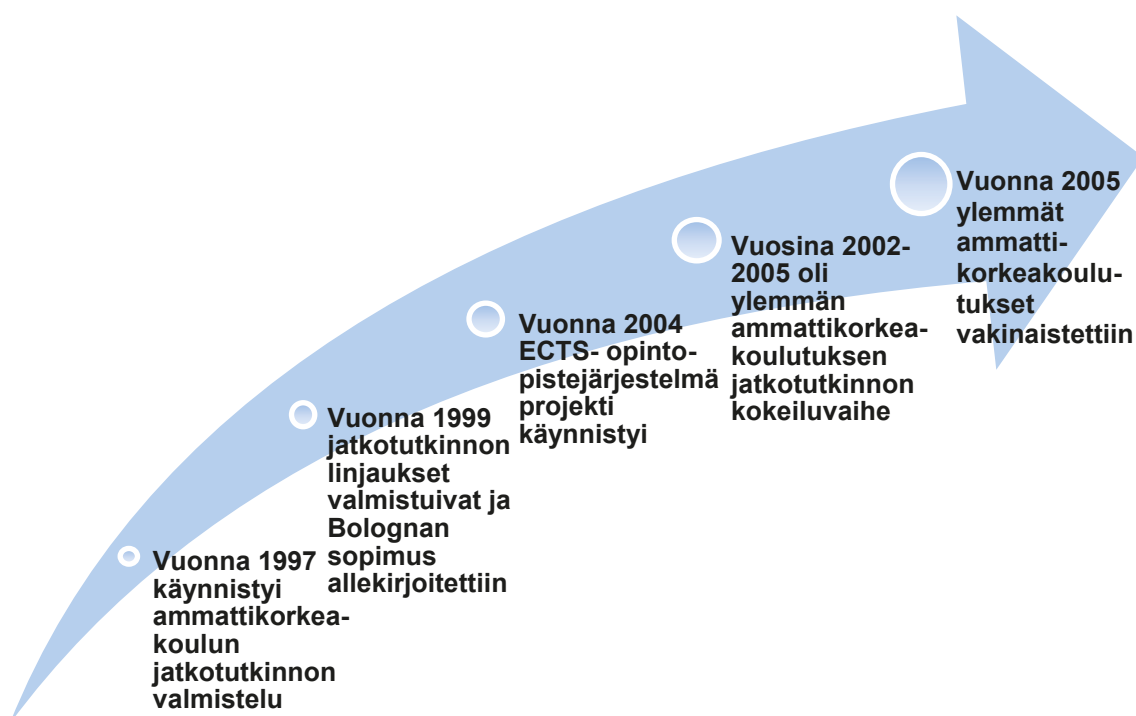 Vuonna 1997
käynnistyi
ammattikorkea-
koulun
jatkotutkinnon
valmistelu
Vuonna 1999
jatkotutkinnon
linjaukset
valmistuivat ja
Bolognan
sopimus
allekirjoitettiin
Vuonna 2004
ECTS- opinto-
pistejärjestelmä
projekti
käynnistyi
Vuosina 2002-
2005 oli
ylemmän
ammattikorkea-
koulutuksen
jatkotutkinnon
kokeiluvaihe
Vuonna 2005
ylemmät
ammatti-
korkeakoulu-
tukset
vakinaistettiin